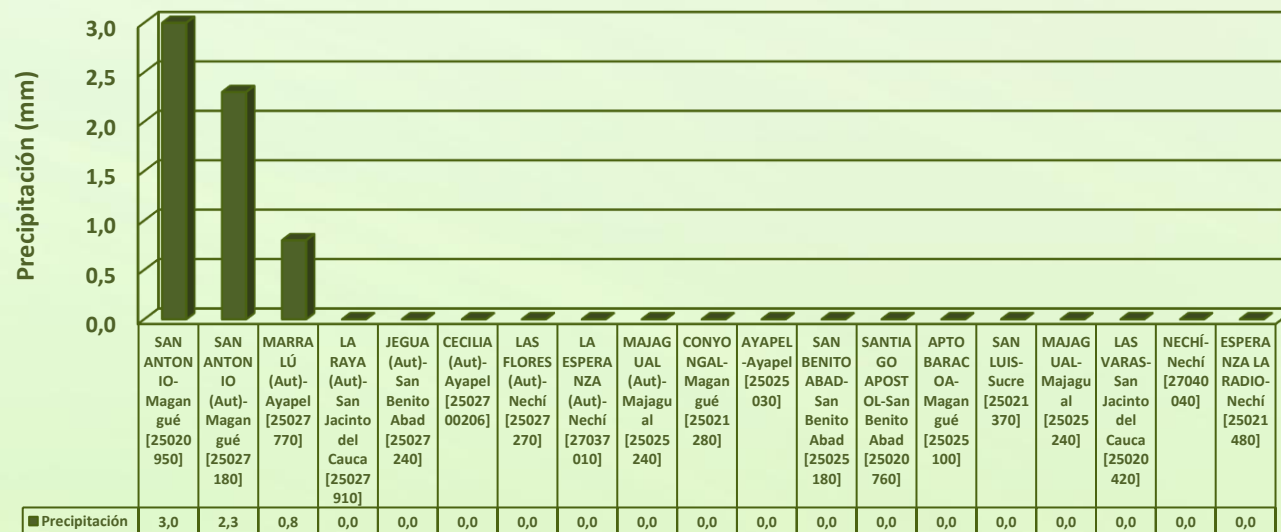 3,0
2,5
2,0
1,5
1,0
0,5
0,0
Precipitación (mm)
SAN
ANTON
IO-
Magan
gué
[25020
950]
SAN
ANTON
IO
(Aut)-
Magan
gué
[25027
180]
MARRA
LÚ
(Aut)-
Ayapel
[25027
770]
LA
RAYA
(Aut)-
San
Jacinto
del
Cauca
[25027
910]
JEGUA
(Aut)-
San
Benito
Abad
[25027
240]
CECILIA
(Aut)-
Ayapel
[25027
00206]
LAS
FLORES
(Aut)-
Nechí
[25027
270]
LA
ESPERA
NZA
(Aut)-
Nechí
[27037
010]
MAJAG
UAL
(Aut)-
Majagu
al
[25025
240]
CONYO
NGAL-
Magan
gué
[25021
280]
AYAPEL
-Ayapel
[25025
030]
SAN
BENITO
ABAD-
San
Benito
Abad
[25025
180]
SANTIA
GO
APOST
OL-San
Benito
Abad
[25020
760]
APTO
BARAC
OA-
Magan
gué
[25025
100]
SAN
LUIS-
Sucre
[25021
370]
MAJAG
UAL-
Majagu
al
[25025
240]
LAS
VARAS-
San
Jacinto
del
Cauca
[25020
420]
NECHÍ-
Nechí
[27040
040]
ESPERA
NZA LA
RADIO-
Nechí
[25021
480]
Precipitación 3,0 2,3 0,8 0,0 0,0 0,0 0,0 0,0 0,0 0,0 0,0 0,0 0,0 0,0 0,0 0,0 0,0 0,0 0,0